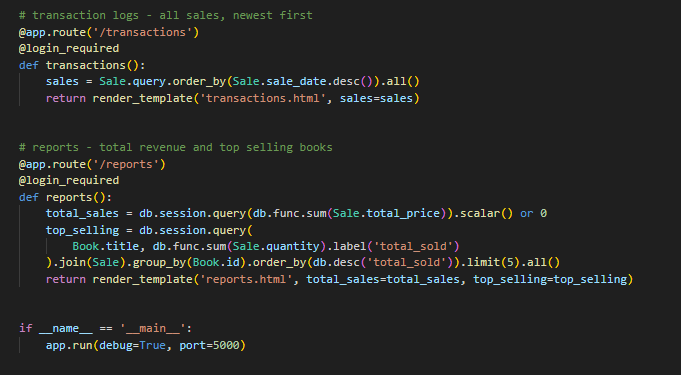 # transaction logs - all sales, newest first
@app.route('/transactions')
@login_required
def transactions():
    sales = Sale.query.order_by(Sale.sale_date.desc()).all()
    return render_template('transactions.html', sales=sales)
# reports - total revenue and top selling books
@app.route('/reports')
@login_required
def reports():
    total_sales = db.session.query(db.func.sum(Sale.total_price)).scalar() or 0
    top_selling = db.session.query(
        Book.title, db.func.sum(Sale.quantity).label('total_sold')
    ).join(Sale).group_by(Book.id).order_by(db.desc('total_sold')).limit(5).all()
    return render_template('reports.html', total_sales=total_sales, top_selling=top_selling)
if __name__ == '__main__':
    app.run(debug=True, port=5000)